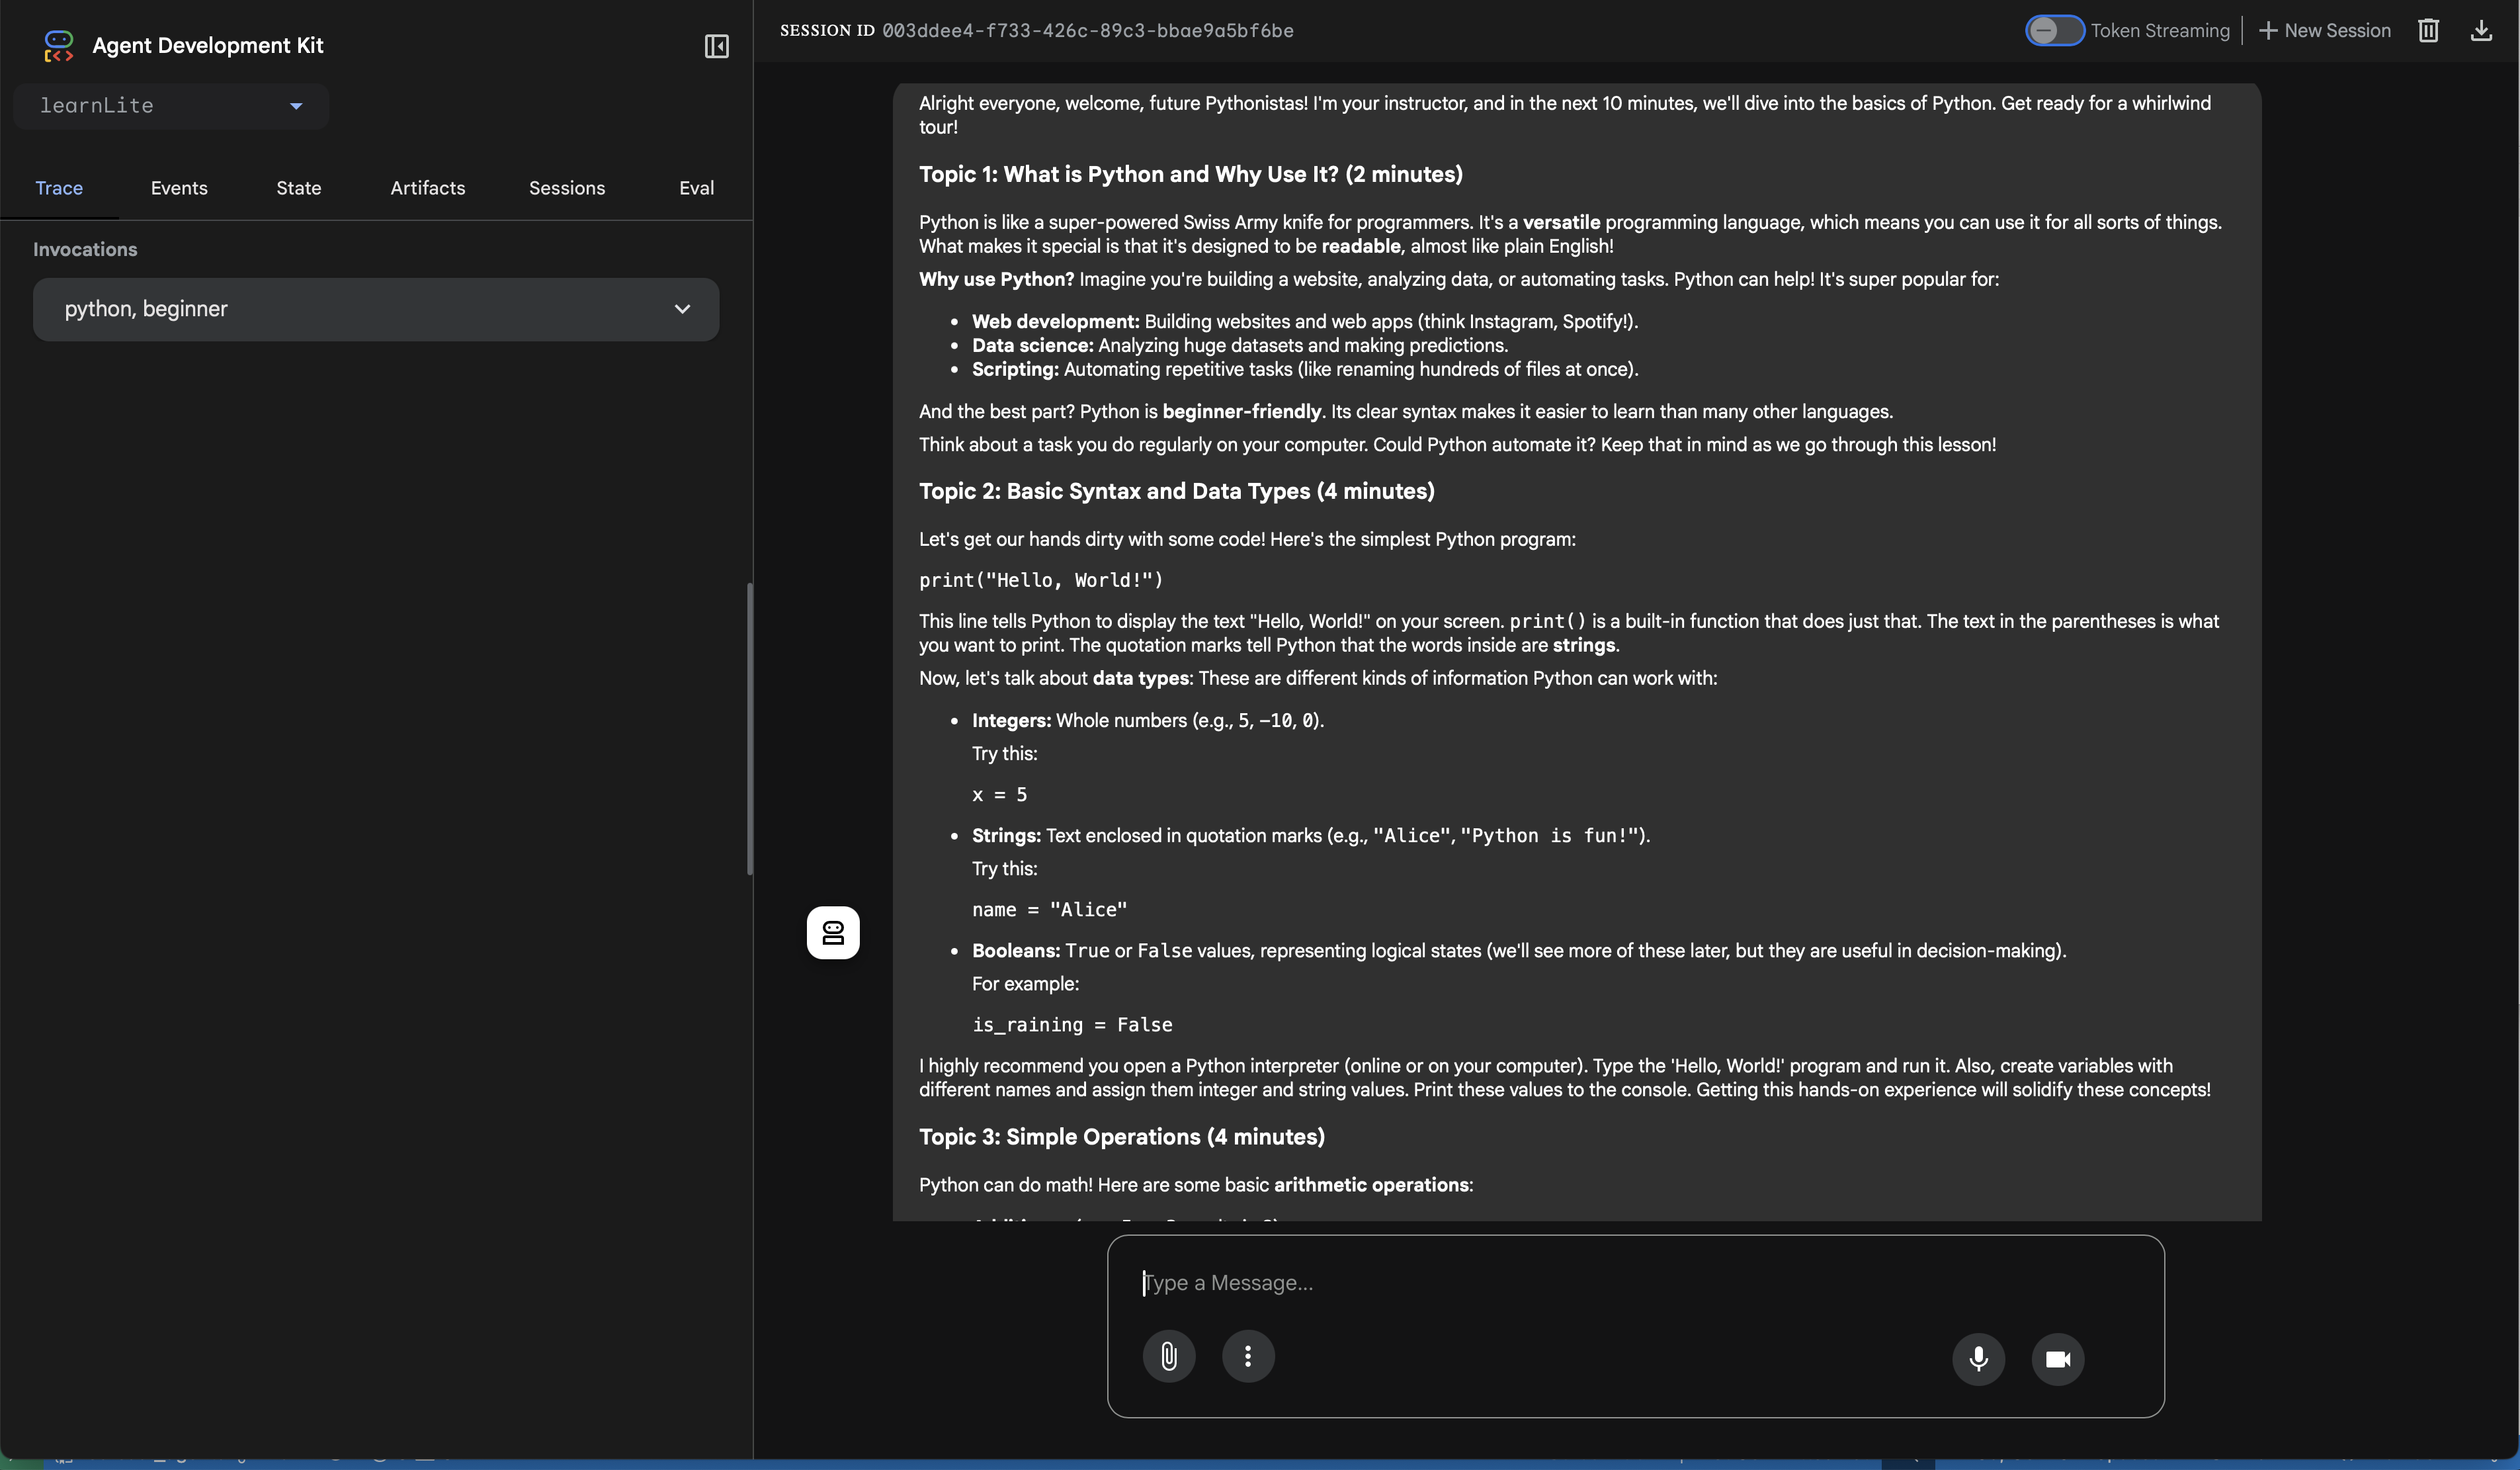 Agent Development Kit
learnLite
Trace Events State Artifacts Sessions Eval
Invocations
python, beginner
SESSION ID 003ddee4-f733-426c-89c3-bbae9a5bf6be
Token Streaming
New Session
Alright everyone, welcome, future Pythonistas! I'm your instructor, and in the next 10 minutes, we'll dive into the basics of Python. Get ready for a whirlwind
tour!
Topic 1: What is Python and Why Use It? (2 minutes)
Python is like a super-powered Swiss Army knife for programmers. It's a versatile programming language, which means you can use it for all sorts of things.
What makes it special is that it's designed to be readable, almost like plain English!
Why use Python? Imagine you're building a website, analyzing data, or automating tasks. Python can help! It's super popular for:
• Web development: Building websites and web apps (think Instagram, Spotify!).
• Data science: Analyzing huge datasets and making predictions.
• Scripting: Automating repetitive tasks (like renaming hundreds of files at once).
And the best part? Python is beginner-friendly. Its clear syntax makes it easier to learn than many other languages.
Think about a task you do regularly on your computer. Could Python automate it? Keep that in mind as we go through this lesson!
Topic 2: Basic Syntax and Data Types (4 minutes)
Let's get our hands dirty with some code! Here's the simplest Python program:
print("Hello, World!")
This line tells Python to display the text "Hello, World!" on your screen. print() is a built-in function that does just that. The text in the parentheses is what
you want to print. The quotation marks tell Python that the words inside are strings.
Now, let's talk about data types: These are different kinds of information Python can work with:
• Integers: Whole numbers (e.g., 5, −10, 0).
Try this:
x = 5
• Strings: Text enclosed in quotation marks (e.g., "Alice", "Python is fun!").
Try this:
name = "Alice"
• Booleans: True or False values, representing logical states (we'll see more of these later, but they are useful in decision-making).
For example:
is_raining = False
I highly recommend you open a Python interpreter (online or on your computer). Type the 'Hello, World!' program and run it. Also, create variables with
different names and assign them integer and string values. Print these values to the console. Getting this hands-on experience will solidify these concepts!
Topic 3: Simple Operations (4 minutes)
Python can do math! Here are some basic arithmetic operations:
Type a Message...